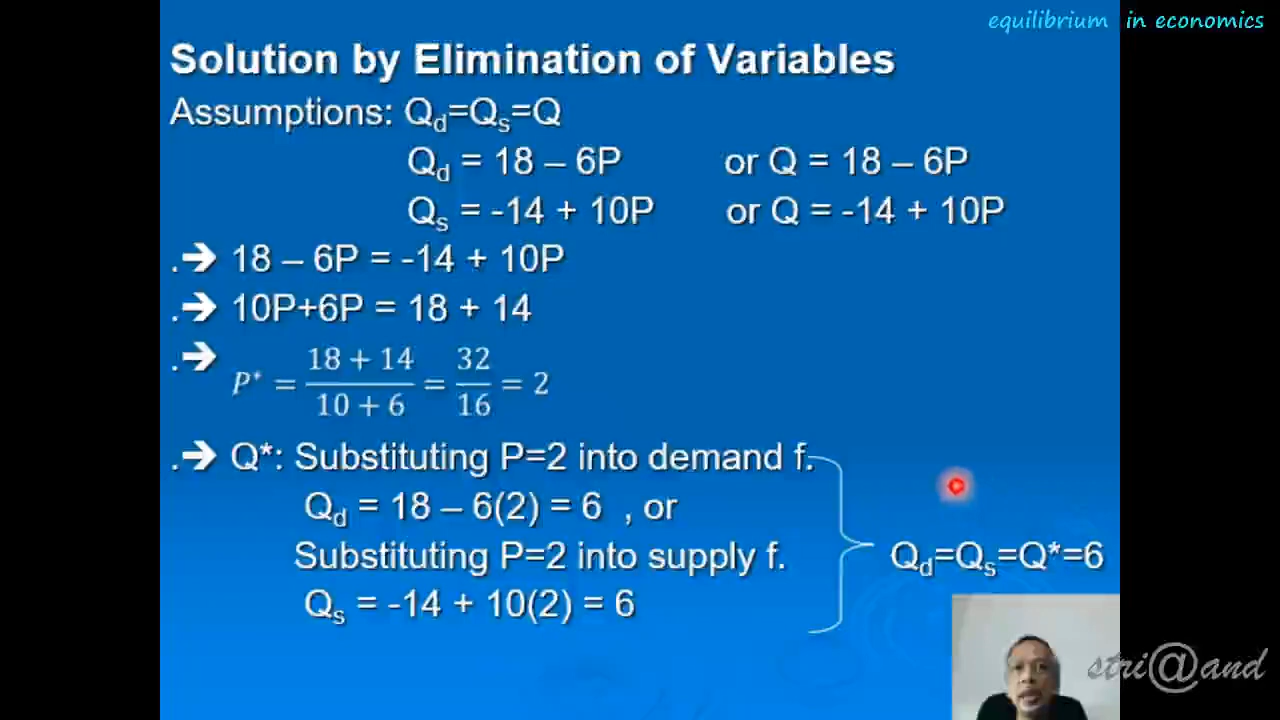 equilibrium in economics
Solution by Elimination of Variables
Assumptions: Qd=Qs=Q
Qd = 18 – 6P or Q = 18 – 6P
Qs = -14 + 10P or Q = -14 + 10P
.➔ 18 – 6P = -14 + 10P
.➔ 10P+6P = 18 + 14
.➔ P* = (18 + 14)/(10 + 6) = 32/16 = 2
.➔ Q*: Substituting P=2 into demand f.
Qd = 18 – 6(2) = 6 , or
Substituting P=2 into supply f.
Qd=Qs=Q*=6
Qs = -14 + 10(2) = 6
stri@and